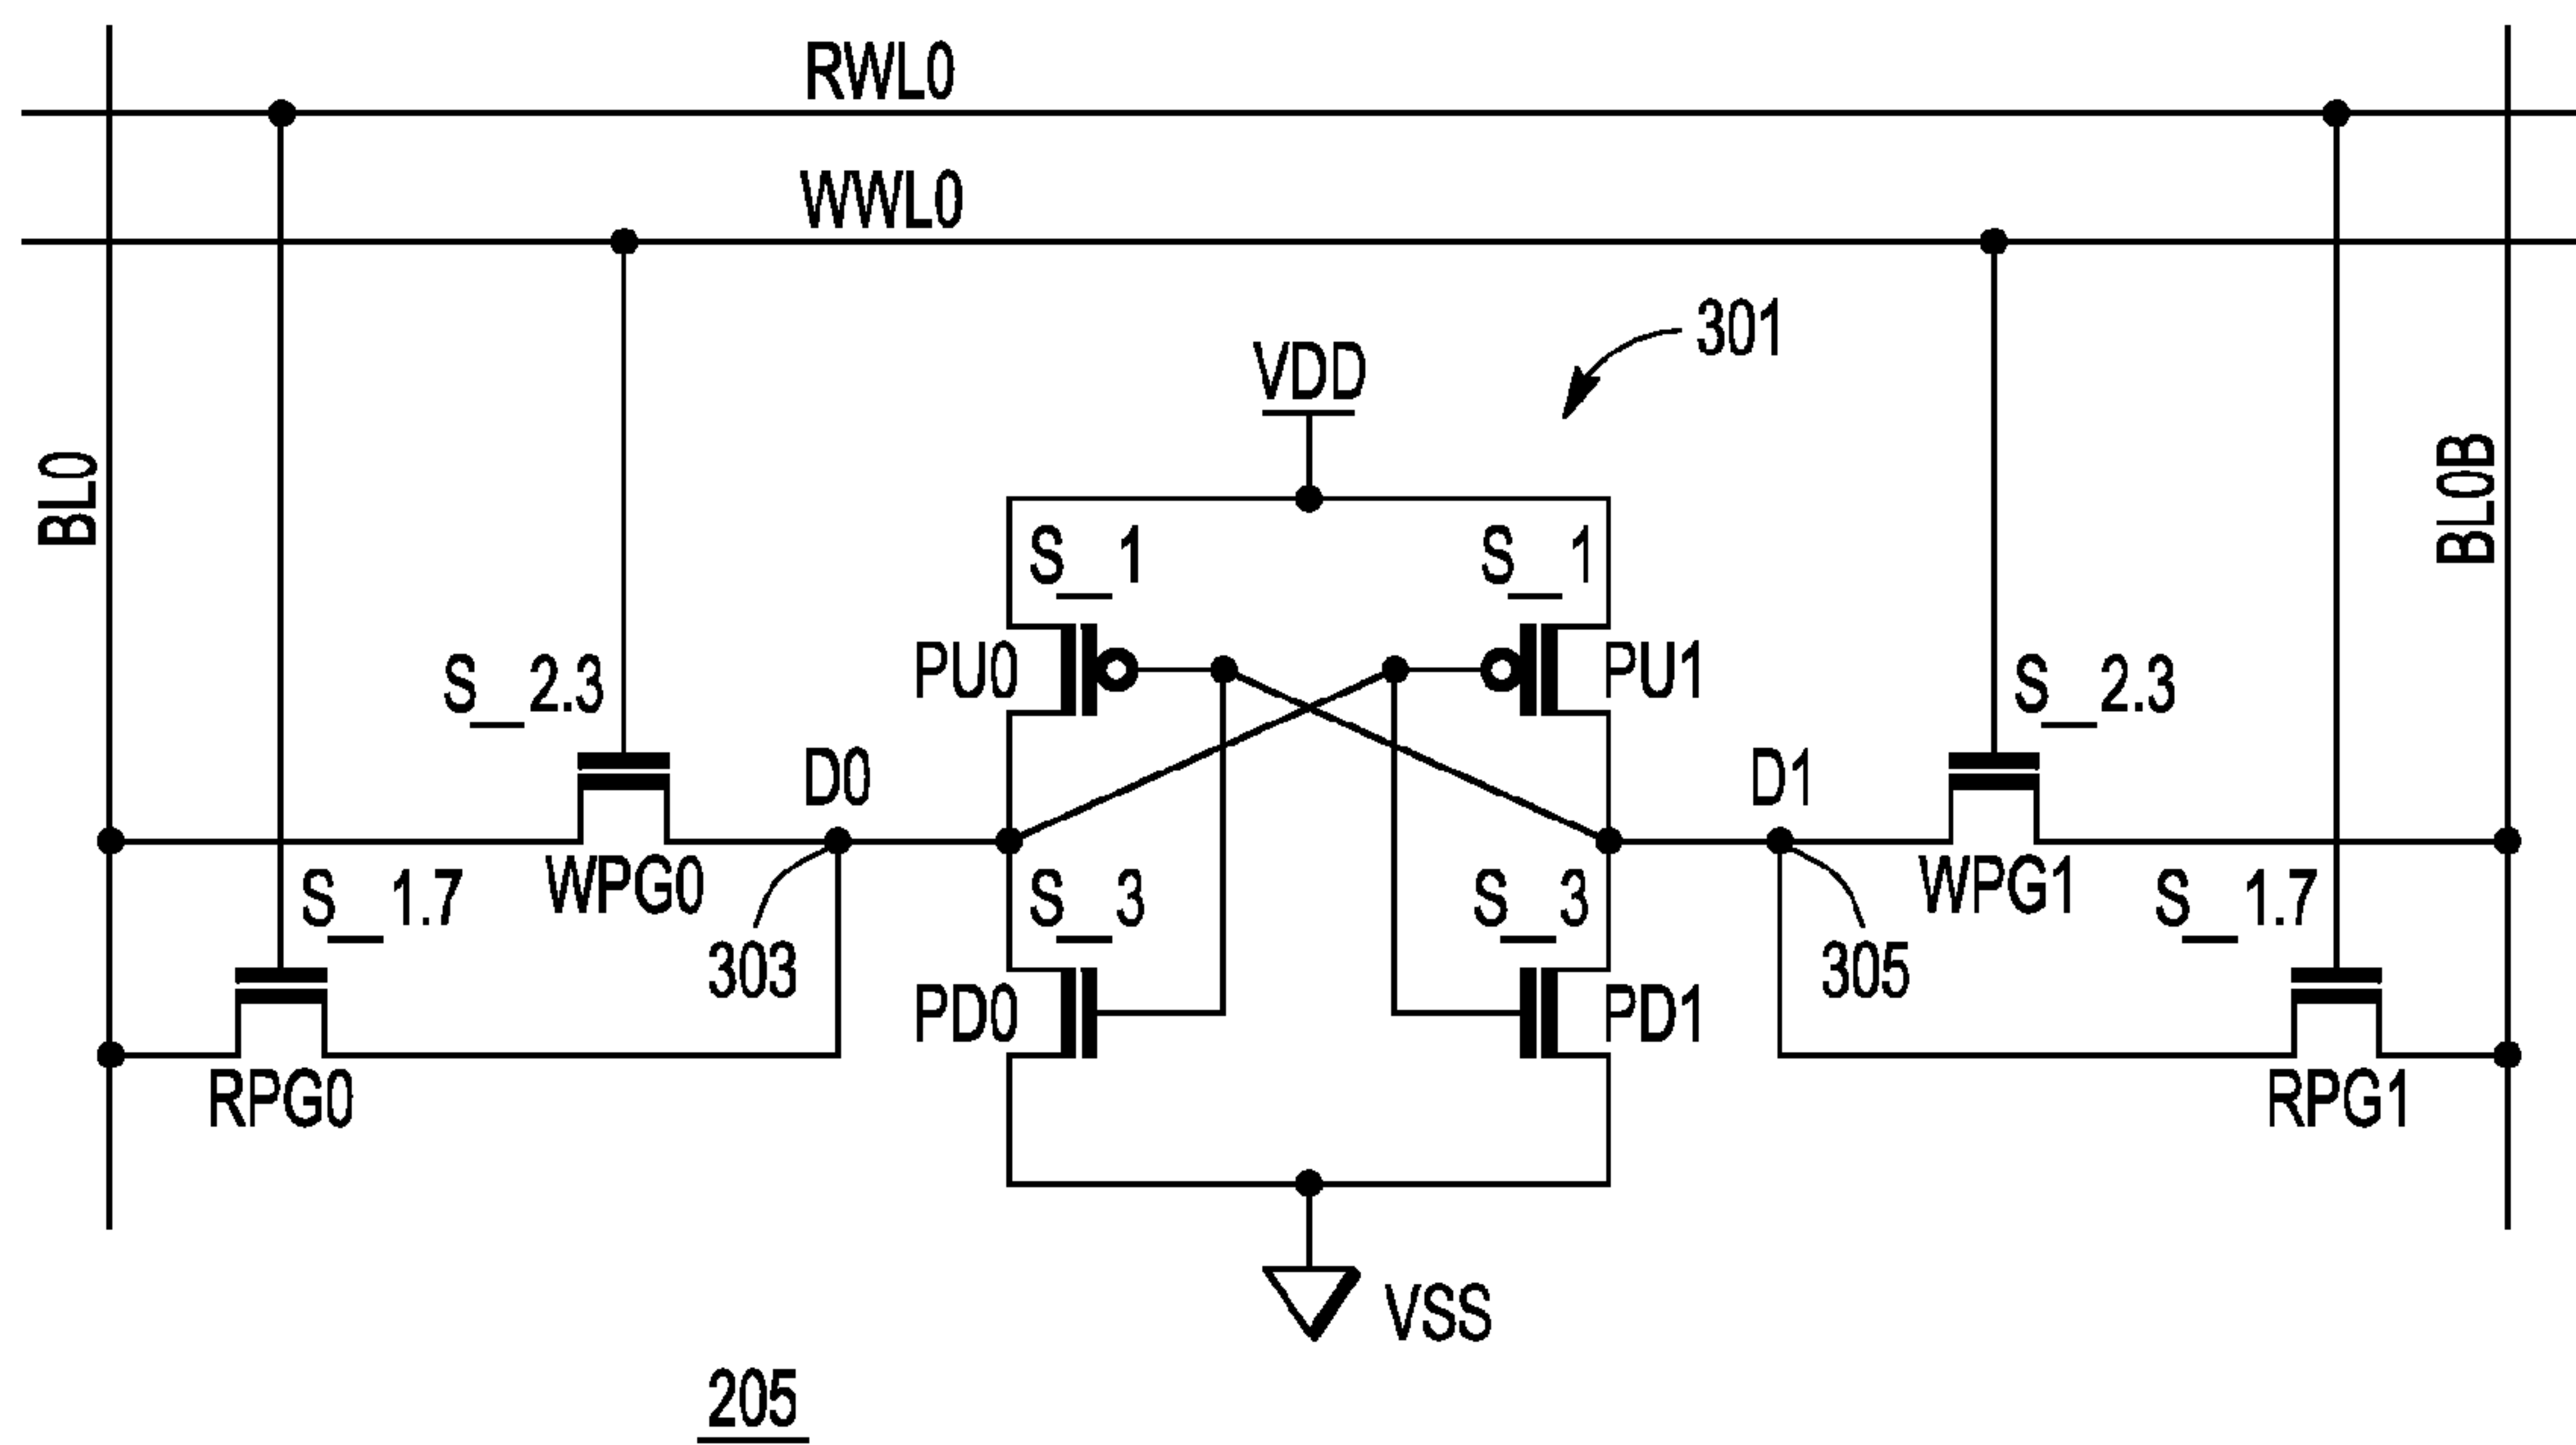 RWL0
WWL0
301
VDD
BL0
BL0B
S_1
S_1
PU0
PU1
S_2.3
S_2.3
D0
D1
WPG0
WPG1
S_1.7
S_3
S_3
S_1.7
303
305
PD0
PD1
RPG0
RPG1
VSS
205